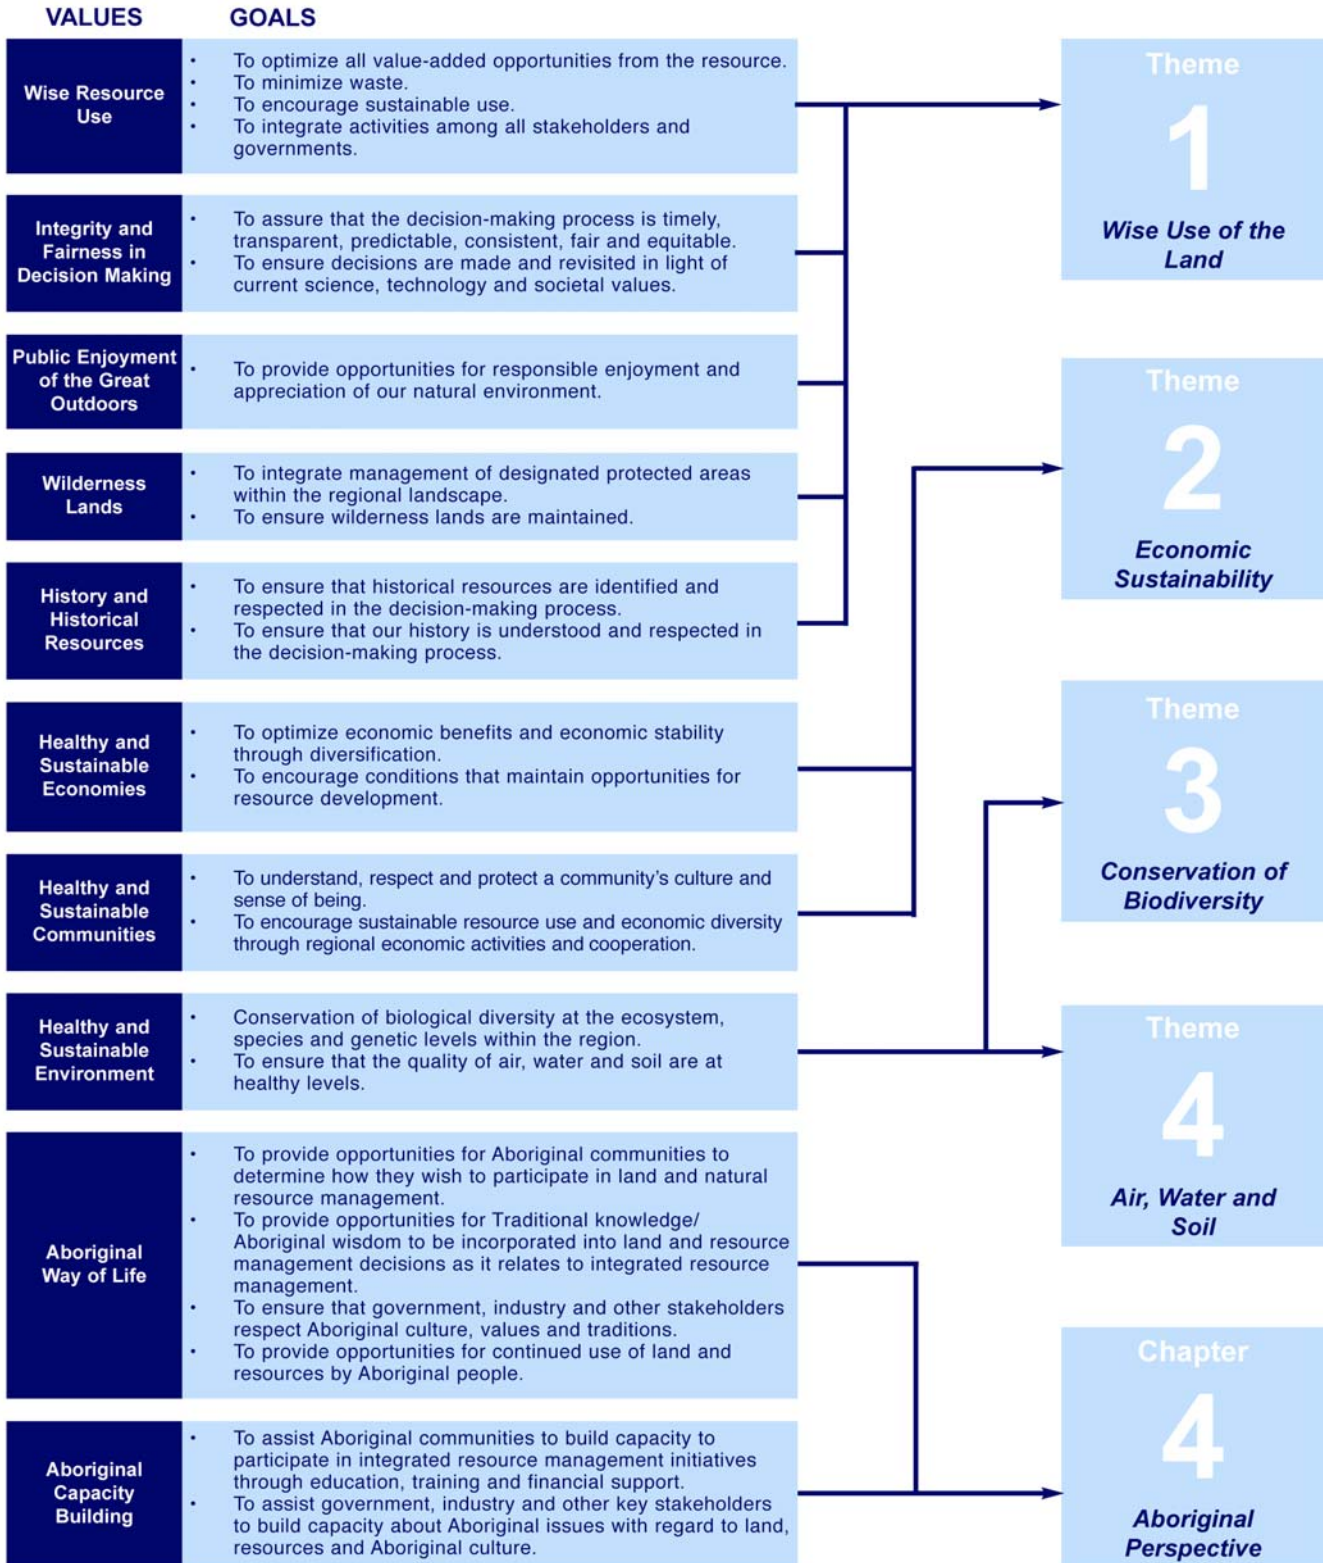 VALUES GOALS
Wise Resource
Use
• To optimize all value-added opportunities from the resource.
• To minimize waste.
• To encourage sustainable use.
• To integrate activities among all stakeholders and
governments.
Integrity and
Fairness in
Decision Making
• To assure that the decision-making process is timely,
transparent, predictable, consistent, fair and equitable.
• To ensure decisions are made and revisited in light of
current science, technology and societal values.
Public Enjoyment
of the Great
Outdoors
• To provide opportunities for responsible enjoyment and
appreciation of our natural environment.
Wilderness
Lands
• To integrate management of designated protected areas
within the regional landscape.
• To ensure wilderness lands are maintained.
History and
Historical
Resources
• To ensure that historical resources are identified and
respected in the decision-making process.
• To ensure that our history is understood and respected in
the decision-making process.
Healthy and
Sustainable
Economies
• To optimize economic benefits and economic stability
through diversification.
• To encourage conditions that maintain opportunities for
resource development.
Healthy and
Sustainable
Communities
• To understand, respect and protect a community's culture and
sense of being.
• To encourage sustainable resource use and economic diversity
through regional economic activities and cooperation.
Healthy and
Sustainable
Environment
• Conservation of biological diversity at the ecosystem,
species and genetic levels within the region.
• To ensure that the quality of air, water and soil are at
healthy levels.
Aboriginal
Way of Life
• To provide opportunities for Aboriginal communities to
determine how they wish to participate in land and natural
resource management.
• To provide opportunities for Traditional knowledge/
Aboriginal wisdom to be incorporated into land and resource
management decisions as it relates to integrated resource
management.
• To ensure that government, industry and other stakeholders
respect Aboriginal culture, values and traditions.
• To provide opportunities for continued use of land and
resources by Aboriginal people.
Aboriginal
Capacity
Building
• To assist Aboriginal communities to build capacity to
participate in integrated resource management initiatives
through education, training and financial support.
• To assist government, industry and other key stakeholders
to build capacity about Aboriginal issues with regard to land,
resources and Aboriginal culture.
Theme
1
Wise Use of the
Land
Theme
2
Economic
Sustainability
Theme
3
Conservation of
Biodiversity
Theme
4
Air, Water and
Soil
Chapter
4
Aboriginal
Perspective